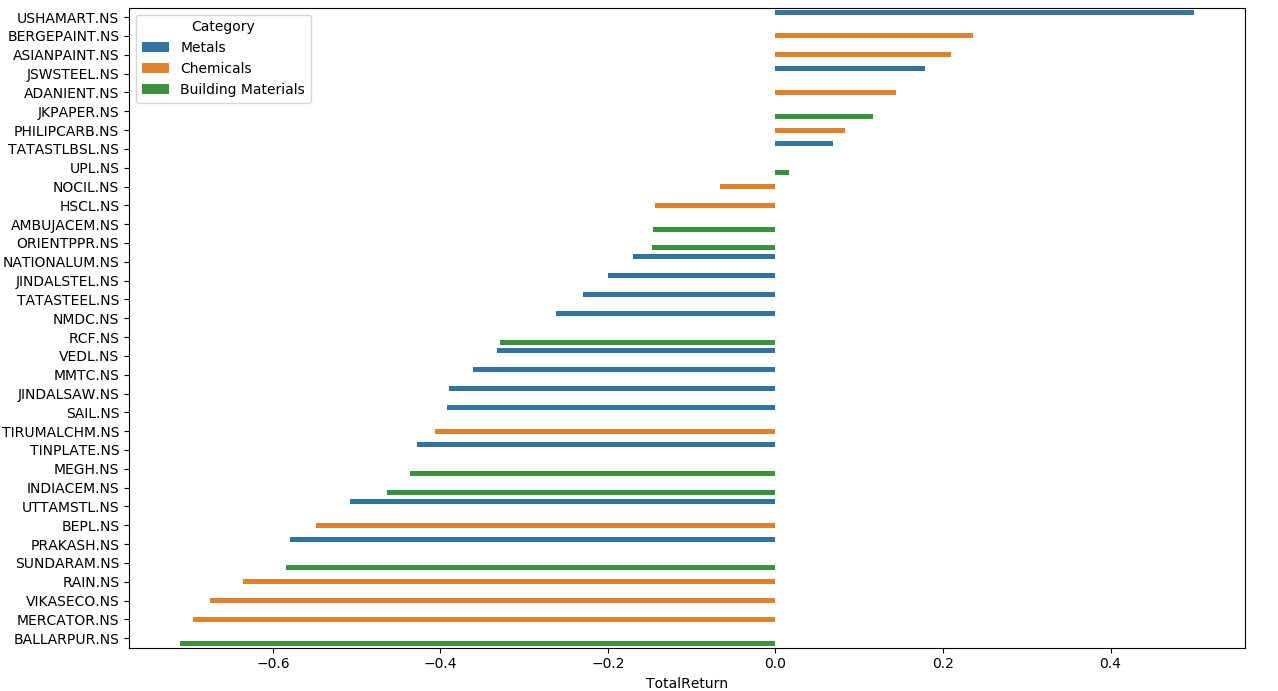 USHAMART.NS
BERGEPAINT.NS
ASIANPAINT.NS
JSWSTEEL.NS
ADANIENT.NS
JKPAPER.NS
PHILIPCARB.NS
TATASTLBSL.NS
UPL.NS
NOCIL.NS
HSCL.NS
AMBUJACEM.NS
ORIENTPPR.NS
NATIONALUM.NS
JINDALSTEL.NS
TATASTEEL.NS
NMDC.NS
RCF.NS
VEDL.NS
MMTC.NS
JINDALSAW.NS
SAIL.NS
TIRUMALCHM.NS
TINPLATE.NS
MEGH.NS
INDIACEM.NS
UTTAMSTL.NS
BEPL.NS
PRAKASH.NS
SUNDARAM.NS
RAIN.NS
VIKASECO.NS
MERCATOR.NS
BALLARPUR.NS
Category
Metals
Chemicals
Building Materials
−0.6 −0.4 −0.2 0.0 0.2 0.4
TotalReturn